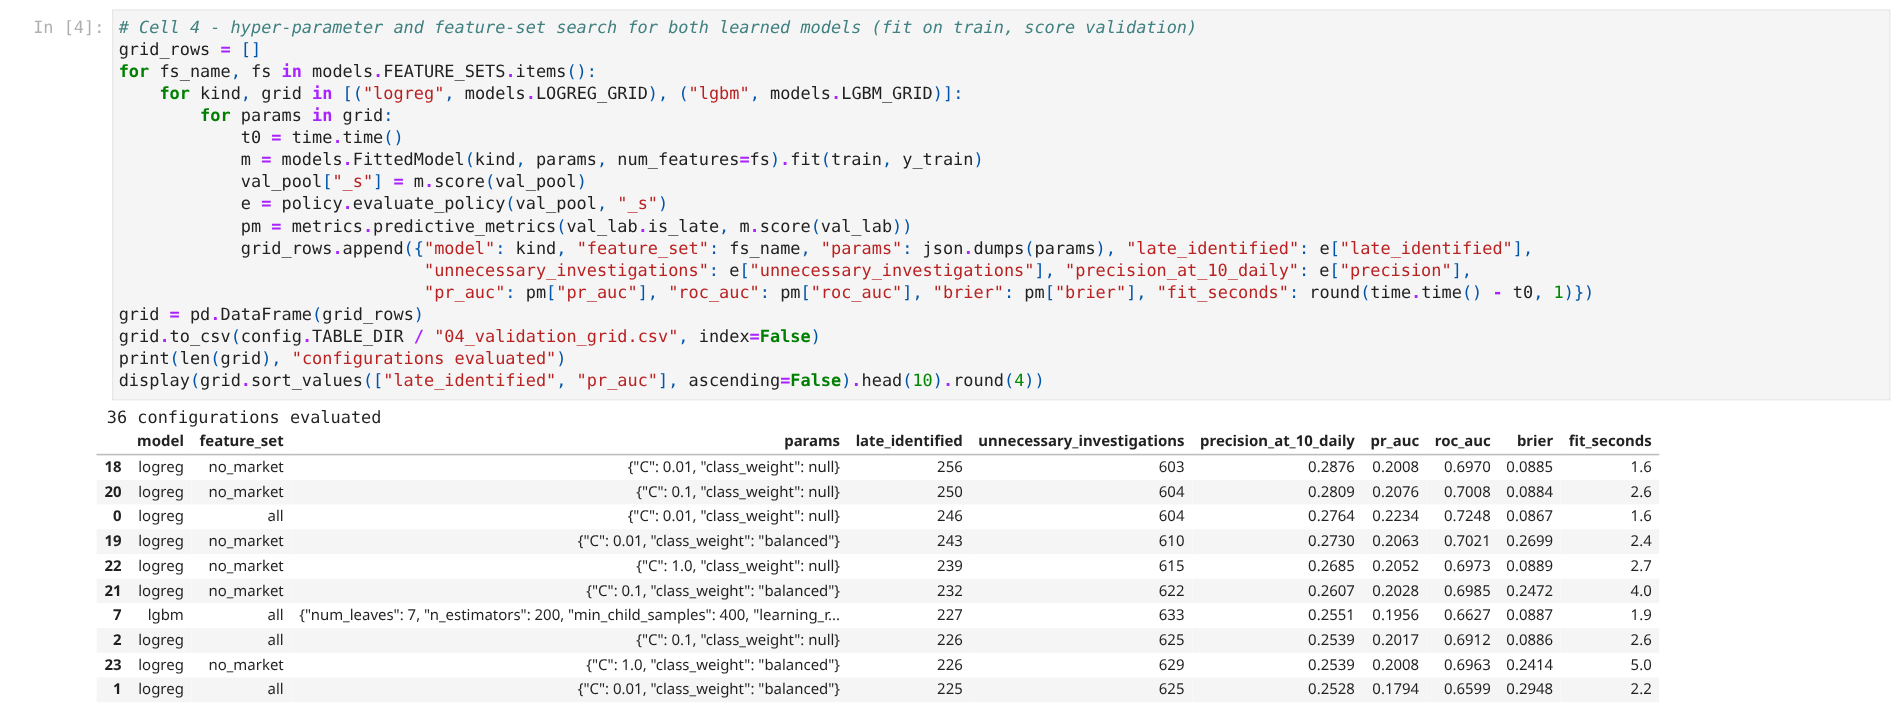 In [4]:
# Cell 4 - hyper-parameter and feature-set search for both learned models (fit on train, score validation)
grid_rows = []
for fs_name, fs in models.FEATURE_SETS.items():
    for kind, grid in [("logreg", models.LOGREG_GRID), ("lgbm", models.LGBM_GRID)]:
        for params in grid:
            t0 = time.time()
            m = models.FittedModel(kind, params, num_features=fs).fit(train, y_train)
            val_pool["_s"] = m.score(val_pool)
            e = policy.evaluate_policy(val_pool, "_s")
            pm = metrics.predictive_metrics(val_lab.is_late, m.score(val_lab))
            grid_rows.append({"model": kind, "feature_set": fs_name, "params": json.dumps(params), "late_identified": e["late_identified"],
                              "unnecessary_investigations": e["unnecessary_investigations"], "precision_at_10_daily": e["precision"],
                              "pr_auc": pm["pr_auc"], "roc_auc": pm["roc_auc"], "brier": pm["brier"], "fit_seconds": round(time.time() - t0, 1)})
grid = pd.DataFrame(grid_rows)
grid.to_csv(config.TABLE_DIR / "04_validation_grid.csv", index=False)
print(len(grid), "configurations evaluated")
display(grid.sort_values(["late_identified", "pr_auc"], ascending=False).head(10).round(4))
36 configurations evaluated
model feature_set params late_identified unnecessary_investigations precision_at_10_daily pr_auc roc_auc brier fit_seconds
18 logreg no_market {"C": 0.01, "class_weight": null} 256 603 0.2876 0.2008 0.6970 0.0885 1.6
20 logreg no_market {"C": 0.1, "class_weight": null} 250 604 0.2809 0.2076 0.7008 0.0884 2.6
0 logreg all {"C": 0.01, "class_weight": null} 246 604 0.2764 0.2234 0.7248 0.0867 1.6
19 logreg no_market {"C": 0.01, "class_weight": "balanced"} 243 610 0.2730 0.2063 0.7021 0.2699 2.4
22 logreg no_market {"C": 1.0, "class_weight": null} 239 615 0.2685 0.2052 0.6973 0.0889 2.7
21 logreg no_market {"C": 0.1, "class_weight": "balanced"} 232 622 0.2607 0.2028 0.6985 0.2472 4.0
7 lgbm all {"num_leaves": 7, "n_estimators": 200, "min_child_samples": 400, "learning_r... 227 633 0.2551 0.1956 0.6627 0.0887 1.9
2 logreg all {"C": 0.1, "class_weight": null} 226 625 0.2539 0.2017 0.6912 0.0886 2.6
23 logreg no_market {"C": 1.0, "class_weight": "balanced"} 226 629 0.2539 0.2008 0.6963 0.2414 5.0
1 logreg all {"C": 0.01, "class_weight": "balanced"} 225 625 0.2528 0.1794 0.6599 0.2948 2.2